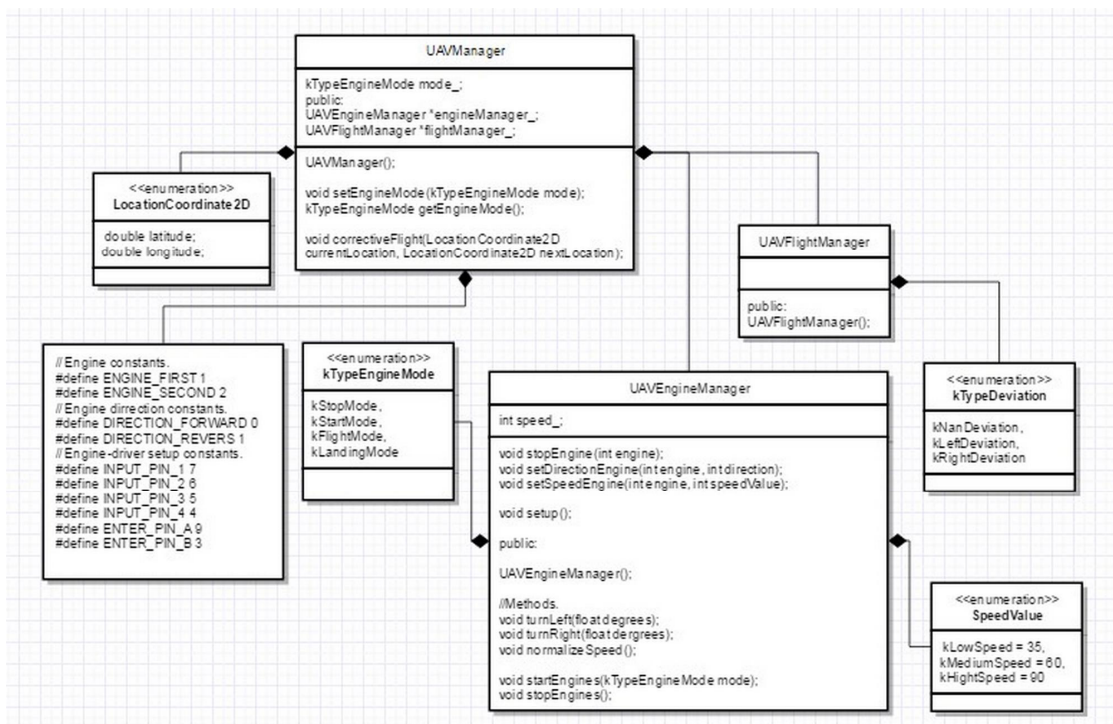 UAVManager
kTypeEngineMode mode_;
public:
UAVEngineManager *engineManager_;
UAVFlightManager *flightManager_;
UAVManager();
void setEngineMode(kTypeEngineMode mode);
kTypeEngineMode getEngineMode();
void correctiveFlight(LocationCoordinate2D
currentLocation, LocationCoordinate2D nextLocation);
<<enumeration>>
LocationCoordinate2D
double latitude;
double longitude;
UAVFlightManager
public:
UAVFlightManager();
//Engine constants.
#define ENGINE_FIRST 1
#define ENGINE_SECOND 2
//Engine dirrection constants.
#define DIRECTION_FORWARD 0
#define DIRECTION_REVERS 1
//Engine-driver setup constants.
#define INPUT_PIN_1 7
#define INPUT_PIN_2 6
#define INPUT_PIN_3 5
#define INPUT_PIN_4 4
#define ENTER_PIN_A 9
#define ENTER_PIN_B 3
<<enumeration>>
kTypeEngineMode
kStopMode,
kStartMode,
kFlightMode,
kLandingMode
UAVEngineManager
int speed_;
void stopEngine(int engine);
void setDirectionEngine(int engine, int direction);
void setSpeedEngine(int engine, int speedValue);
void setup();
public:
UAVEngineManager();
//Methods.
void turnLeft(float degrees);
void turnRight(float dergrees);
void normalizeSpeed();
void startEngines(kTypeEngineMode mode);
void stopEngines();
<<enumeration>>
kTypeDeviation
kNanDeviation,
kLeftDeviation,
kRightDeviation
<<enumeration>>
SpeedValue
kLowSpeed = 35,
kMediumSpeed = 60,
kHightSpeed = 90